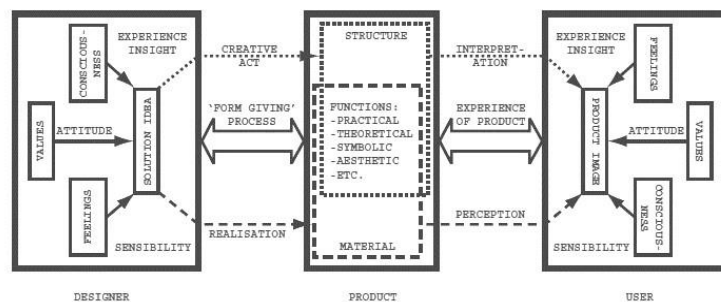 EXPERIENCE
INSIGHT
CONSCIOUS-
NESS
VALUES
ATTITUDE
FEELINGS
SOLUTION IDEA
SENSIBILITY
CREATIVE
ACT
'FORM GIVING'
PROCESS
REALISATION
STRUCTURE
FUNCTIONS:
-PRACTICAL
-THEORETICAL
-SYMBOLIC
-AESTHETIC
-ETC.
MATERIAL
INTERPRET-
ATION
EXPERIENCE
OF PRODUCT
PERCEPTION
EXPERIENCE
INSIGHT
FEELINGS
PRODUCT IMAGE
ATTITUDE
VALUES
CONSCIOUS-
NESS
SENSIBILITY
DESIGNER
PRODUCT
USER